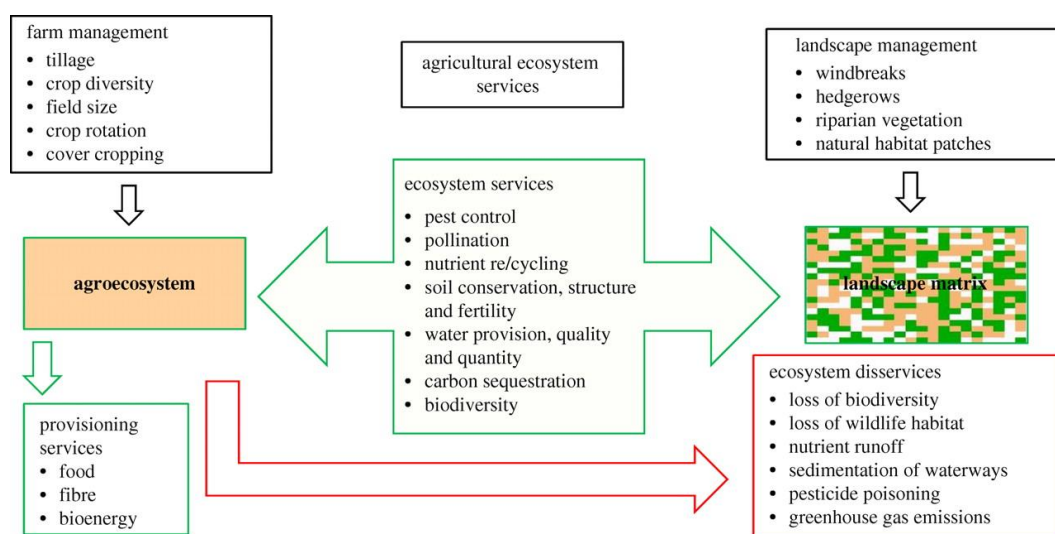 farm management
• tillage
• crop diversity
• field size
• crop rotation
• cover cropping
agricultural ecosystem
services
landscape management
• windbreaks
• hedgerows
• riparian vegetation
• natural habitat patches
agroecosystem
ecosystem services
• pest control
• pollination
• nutrient re/cycling
• soil conservation, structure
and fertility
• water provision, quality
and quantity
• carbon sequestration
• biodiversity
landscape matrix
provisioning
services
• food
• fibre
• bioenergy
ecosystem disservices
• loss of biodiversity
• loss of wildlife habitat
• nutrient runoff
• sedimentation of waterways
• pesticide poisoning
• greenhouse gas emissions